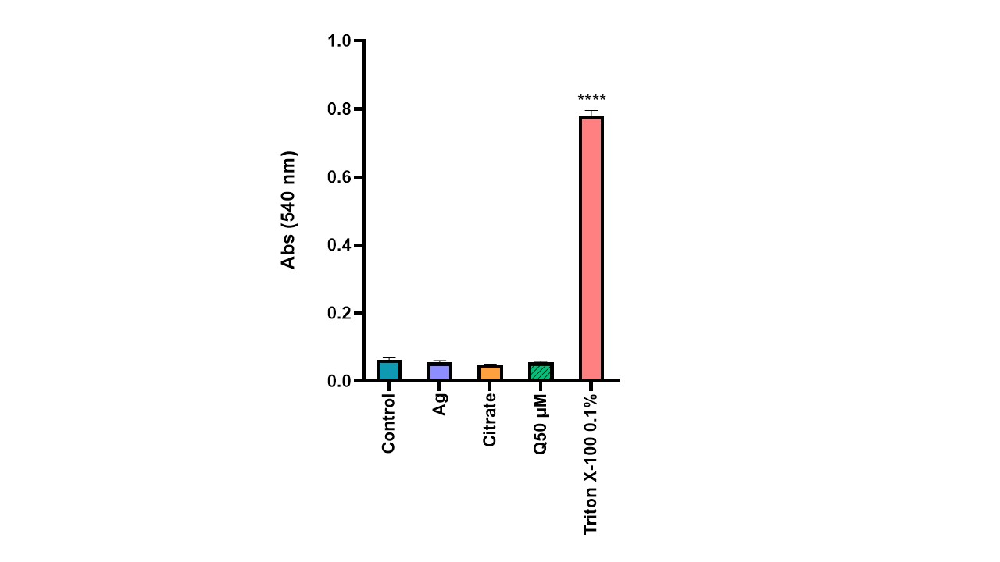 1.0
0.8
0.6
0.4
0.2
0.0
Abs (540 nm)
****
Control
Ag
Citrate
Q50 µM
Triton X-100 0.1%